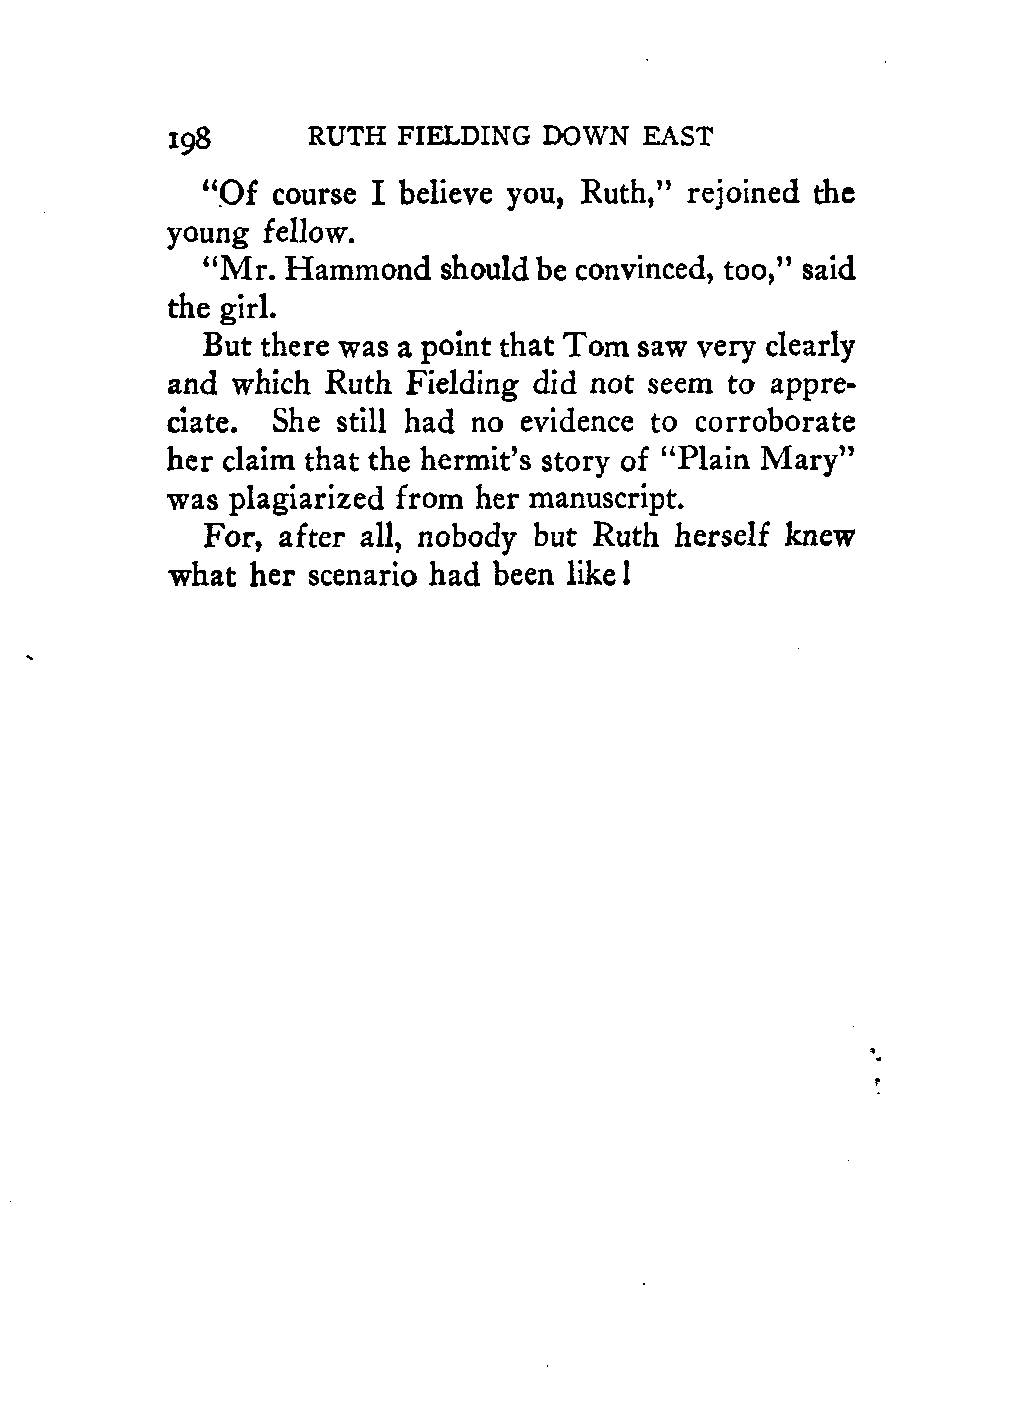 198 RUTH FIELDING DOWN EAST
"Of course I believe you, Ruth," rejoined the
young fellow.
"Mr. Hammond should be convinced, too," said
the girl.
But there was a point that Tom saw very clearly
and which Ruth Fielding did not seem to appre-
ciate. She still had no evidence to corroborate
her claim that the hermit's story of "Plain Mary"
was plagiarized from her manuscript.
For, after all, nobody but Ruth herself knew
what her scenario had been like!